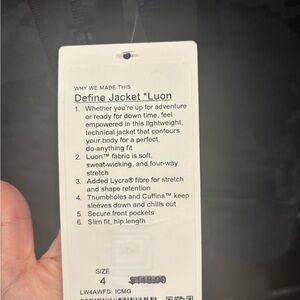 WHY WE MADE THIS
Define Jacket *Luon
1. Whether you're up for adventure
or ready for down time, feel
empowered in this lightweight,
technical jacket that contours
your body for a perfect,
do-anything fit
2. Luon™ fabric is soft,
sweat-wicking, and four-way
stretch
3. Added Lycra® fibre for stretch
and shape retention
4. Thumbholes and Cuffins™ keep
sleeves down and chills out
5. Secure front pockets
6. Slim fit, hip length
SIZE
4
LW4AWFS ICMG